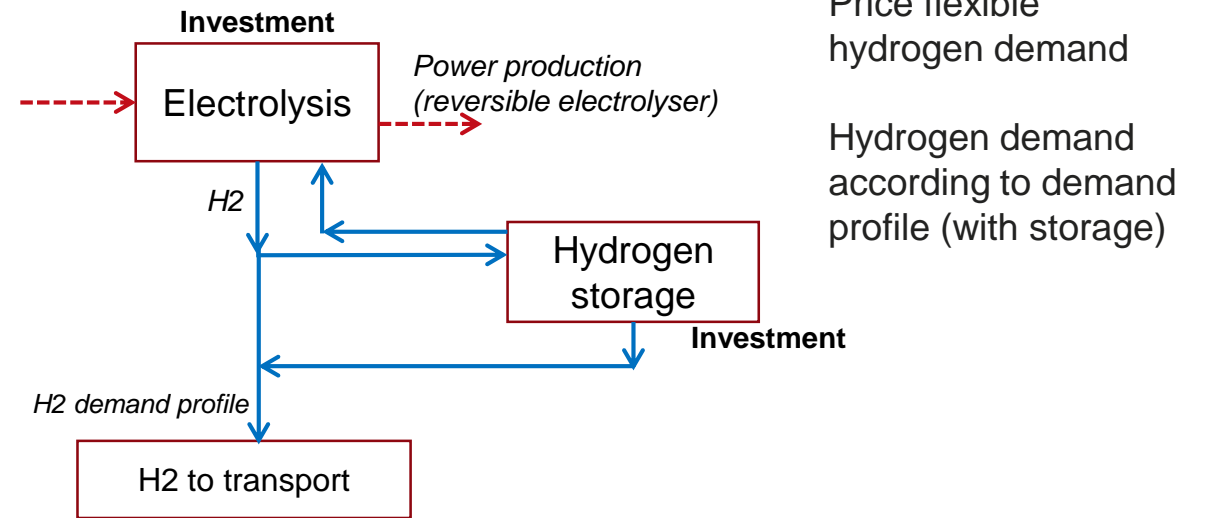 Investment
Electrolysis
Power production
(reversible electrolyser)
H2
Hydrogen
storage
Investment
H2 demand profile
H2 to transport
Price flexible
hydrogen demand
Hydrogen demand
according to demand
profile (with storage)